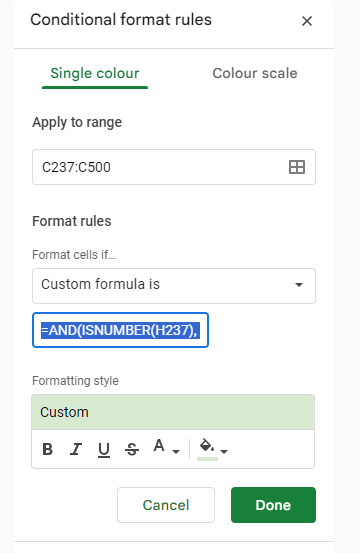 Conditional format rules
Single colour
Colour scale
Apply to range
C237:C500
Format rules
Format cells if...
Custom formula is
=AND(ISNUMBER(H237),
Formatting style
Custom
B I U S A
Cancel
Done